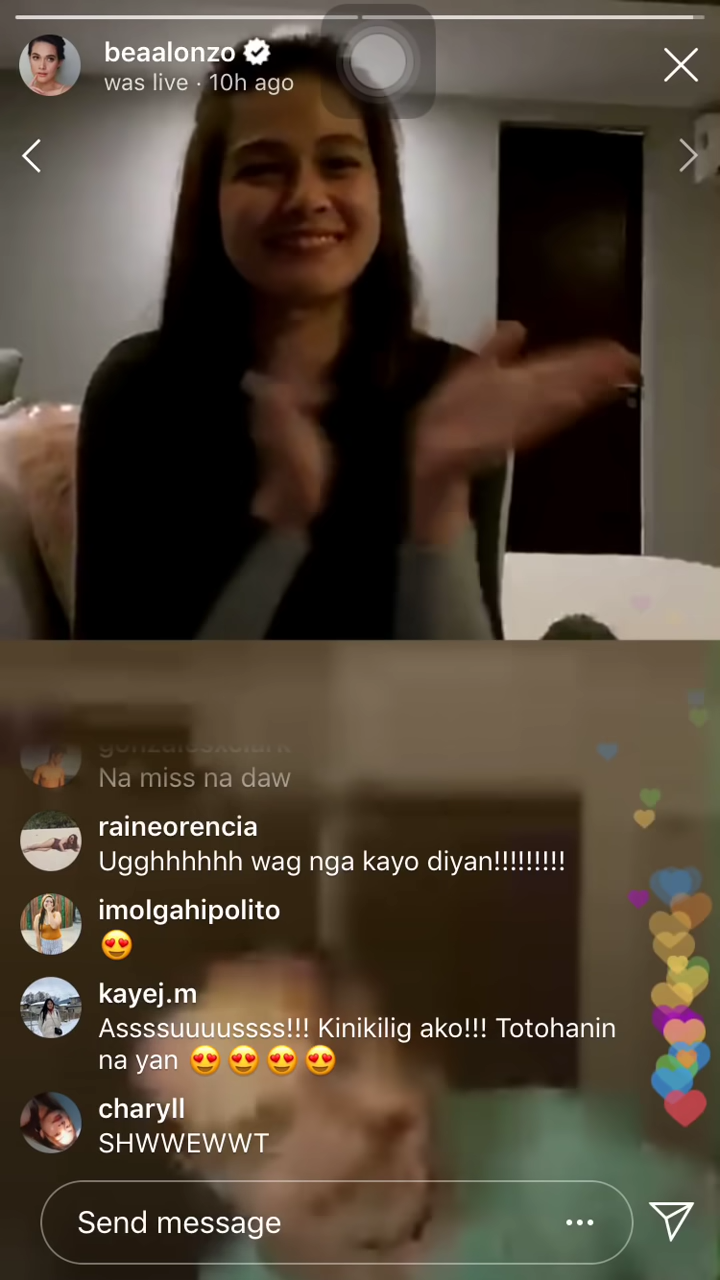 beaalonzo
was live · 10h ago
Na miss na daw
raineorencia
Ugghhhhhh wag nga kayo diyan!!!!!!!!!
imolgahipolito
😍
kayej.m
Assssuuuussss!!! Kinikilig ako!!! Totohanin
na yan 😍 😍 😍 😍
charyll
SHWWEWWT
Send message